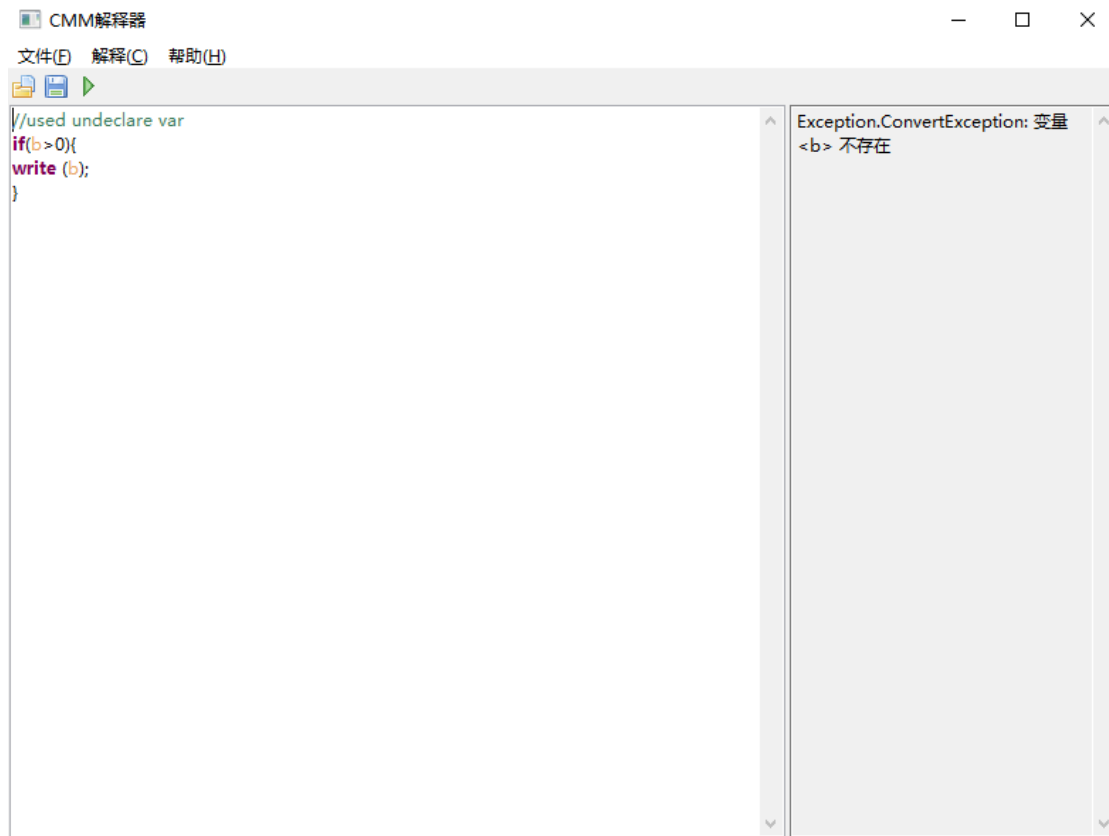 CMM解释器
文件(F) 解释(C) 帮助(H)
//used undeclare var
if(b>0){
write (b);
}
Exception.ConvertException: 变量
<b> 不存在